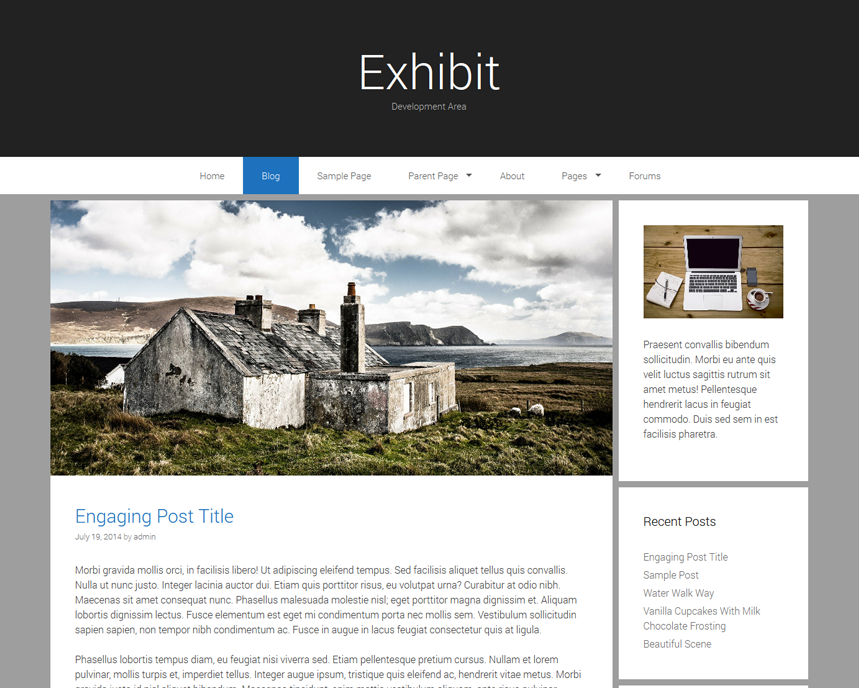 Exhibit
Development Area
Home Blog Sample Page Parent Page About Pages Forums
Engaging Post Title
July 19, 2014 by admin
Morbi gravida mollis orci, in facilisis libero! Ut adipiscing eleifend tempus. Sed facilisis aliquet tellus quis convallis.
Nulla ut nunc justo. Integer lacinia auctor dui. Etiam quis porttitor risus, eu volutpat urna? Curabitur at odio nibh.
Maecenas sit amet consequat nunc. Phasellus malesuada molestie nisl; eget porttitor magna dignissim et. Aliquam
lobortis dignissim lectus. Fusce elementum est eget mi condimentum porta nec mollis sem. Vestibulum sollicitudin
sapien sapien, non tempor nibh condimentum ac. Fusce in augue in lacus feugiat consectetur quis at ligula.
Phasellus lobortis tempus diam, eu feugiat nisi viverra sed. Etiam pellentesque pretium cursus. Nullam et lorem
pulvinar, mollis turpis et, imperdiet tellus. Integer augue ipsum, tristique quis eleifend ac, hendrerit vitae metus. Morbi
Praesent convallis bibendum
sollicitudin. Morbi eu ante quis
velit luctus sagittis rutrum sit
amet metus! Pellentesque
hendrerit lacus in feugiat
commodo. Duis sed sem in est
facilisis pharetra.
Recent Posts
Engaging Post Title
Sample Post
Water Walk Way
Vanilla Cupcakes With Milk
Chocolate Frosting
Beautiful Scene